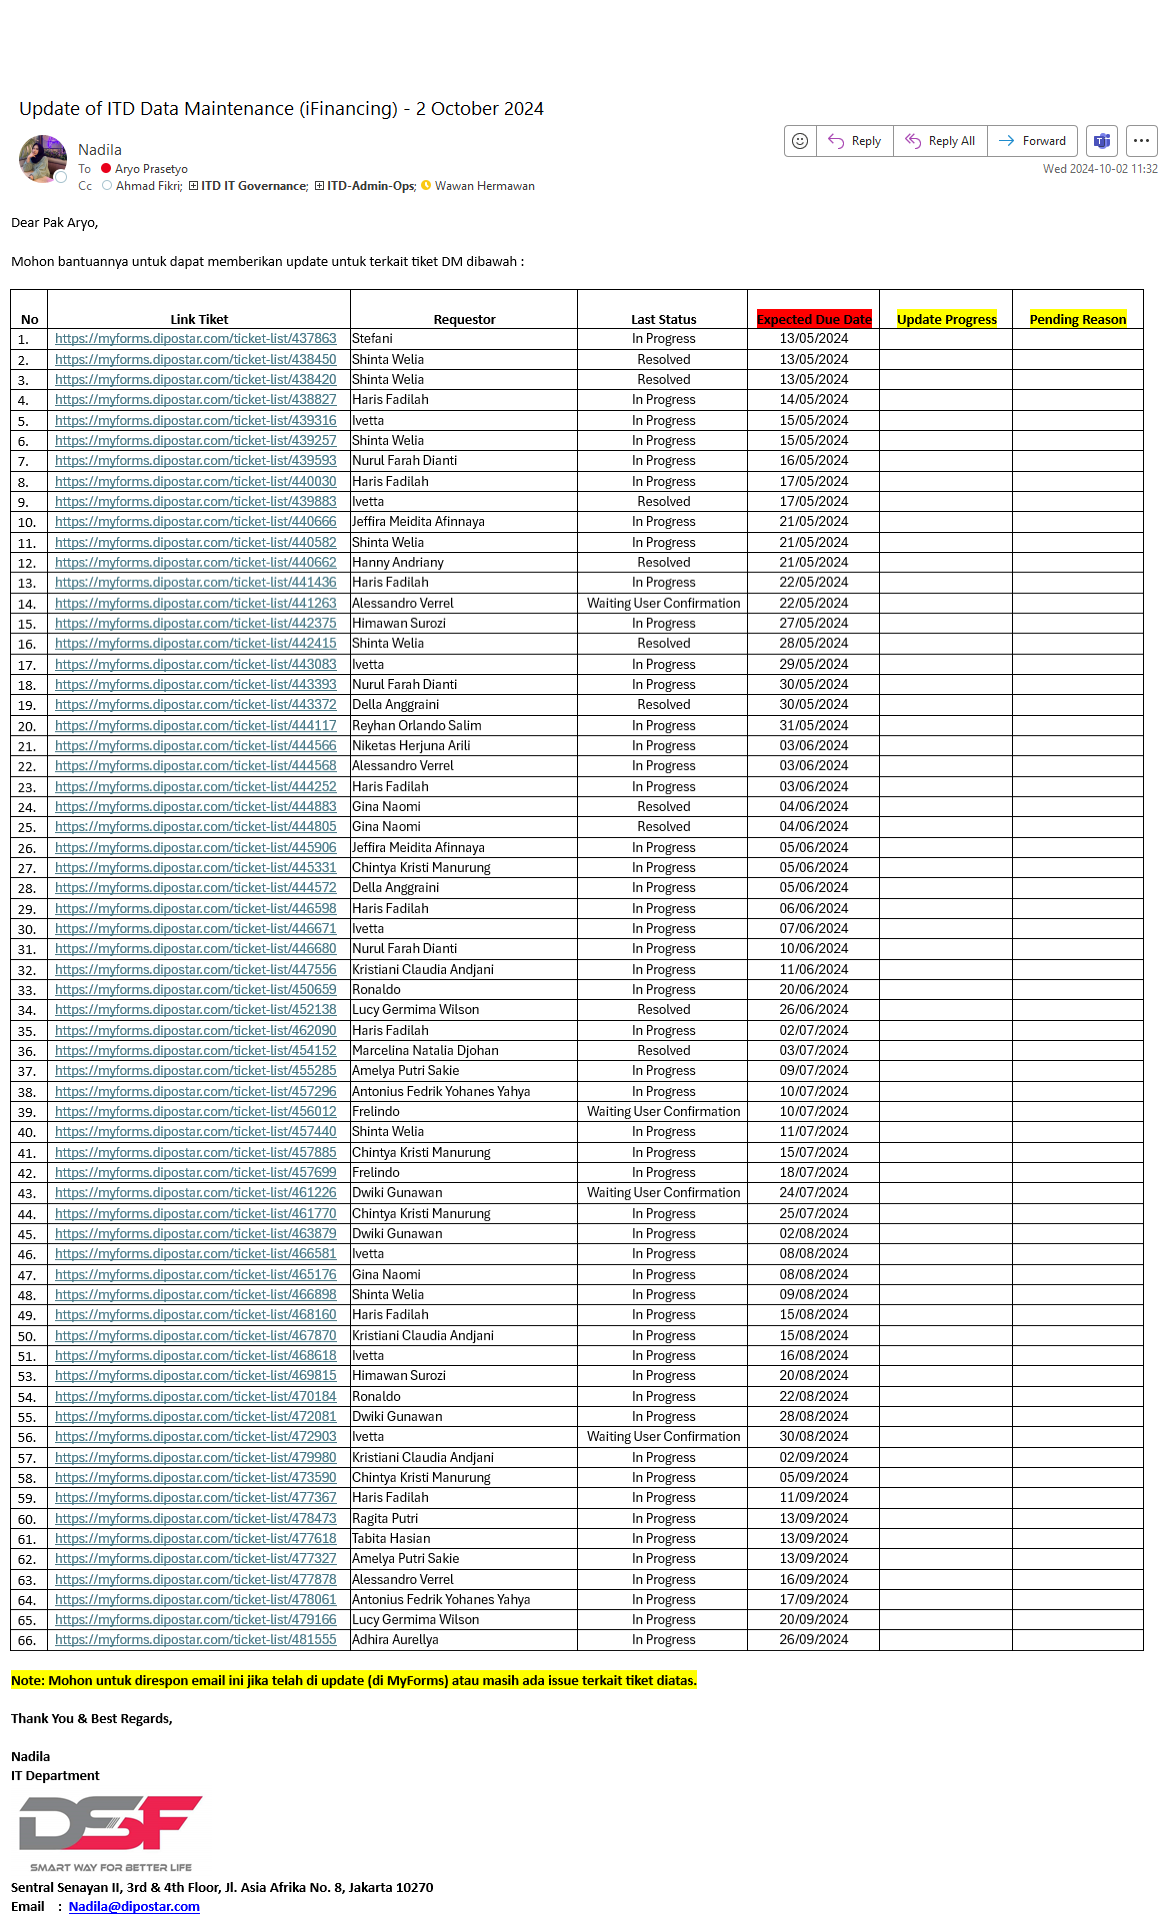 Update of ITD Data Maintenance (iFinancing) - 2 October 2024
Nadila
To Aryo Prasetyo
Cc Ahmad Fikri; ITD IT Governance; ITD-Admin-Ops; Wawan Hermawan
Reply Reply All Forward
Wed 2024-10-02 11:32
Dear Pak Aryo,
Mohon bantuannya untuk dapat memberikan update untuk terkait tiket DM dibawah :
No Link Tiket Requestor Last Status Expected Due Date Update Progress Pending Reason
1. https://myforms.dipostar.com/ticket-list/437863 Stefani In Progress 13/05/2024
2. https://myforms.dipostar.com/ticket-list/438450 Shinta Welia Resolved 13/05/2024
3. https://myforms.dipostar.com/ticket-list/438420 Shinta Welia Resolved 13/05/2024
4. https://myforms.dipostar.com/ticket-list/438827 Haris Fadilah In Progress 14/05/2024
5. https://myforms.dipostar.com/ticket-list/439316 Ivetta In Progress 15/05/2024
6. https://myforms.dipostar.com/ticket-list/439257 Shinta Welia In Progress 15/05/2024
7. https://myforms.dipostar.com/ticket-list/439593 Nurul Farah Dianti In Progress 16/05/2024
8. https://myforms.dipostar.com/ticket-list/440030 Haris Fadilah In Progress 17/05/2024
9. https://myforms.dipostar.com/ticket-list/439883 Ivetta Resolved 17/05/2024
10. https://myforms.dipostar.com/ticket-list/440666 Jeffira Meidita Afinnaya In Progress 21/05/2024
11. https://myforms.dipostar.com/ticket-list/440582 Shinta Welia In Progress 21/05/2024
12. https://myforms.dipostar.com/ticket-list/440662 Hanny Andriany Resolved 21/05/2024
13. https://myforms.dipostar.com/ticket-list/441436 Haris Fadilah In Progress 22/05/2024
14. https://myforms.dipostar.com/ticket-list/441263 Alessandro Verrel Waiting User Confirmation 22/05/2024
15. https://myforms.dipostar.com/ticket-list/442375 Himawan Surozi In Progress 27/05/2024
16. https://myforms.dipostar.com/ticket-list/442415 Shinta Welia Resolved 28/05/2024
17. https://myforms.dipostar.com/ticket-list/443083 Ivetta In Progress 29/05/2024
18. https://myforms.dipostar.com/ticket-list/443393 Nurul Farah Dianti In Progress 30/05/2024
19. https://myforms.dipostar.com/ticket-list/443372 Della Anggraini Resolved 30/05/2024
20. https://myforms.dipostar.com/ticket-list/444117 Reyhan Orlando Salim In Progress 31/05/2024
21. https://myforms.dipostar.com/ticket-list/444566 Niketas Herjuna Arili In Progress 03/06/2024
22. https://myforms.dipostar.com/ticket-list/444568 Alessandro Verrel In Progress 03/06/2024
23. https://myforms.dipostar.com/ticket-list/444252 Haris Fadilah In Progress 03/06/2024
24. https://myforms.dipostar.com/ticket-list/444883 Gina Naomi Resolved 04/06/2024
25. https://myforms.dipostar.com/ticket-list/444805 Gina Naomi Resolved 04/06/2024
26. https://myforms.dipostar.com/ticket-list/445906 Jeffira Meidita Afinnaya In Progress 05/06/2024
27. https://myforms.dipostar.com/ticket-list/445331 Chintya Kristi Manurung In Progress 05/06/2024
28. https://myforms.dipostar.com/ticket-list/444572 Della Anggraini In Progress 05/06/2024
29. https://myforms.dipostar.com/ticket-list/446598 Haris Fadilah In Progress 06/06/2024
30. https://myforms.dipostar.com/ticket-list/446671 Ivetta In Progress 07/06/2024
31. https://myforms.dipostar.com/ticket-list/446680 Nurul Farah Dianti In Progress 10/06/2024
32. https://myforms.dipostar.com/ticket-list/447556 Kristiani Claudia Andjani In Progress 11/06/2024
33. https://myforms.dipostar.com/ticket-list/450659 Ronaldo In Progress 20/06/2024
34. https://myforms.dipostar.com/ticket-list/452138 Lucy Germima Wilson Resolved 26/06/2024
35. https://myforms.dipostar.com/ticket-list/462090 Haris Fadilah In Progress 02/07/2024
36. https://myforms.dipostar.com/ticket-list/454152 Marcelina Natalia Djohan Resolved 03/07/2024
37. https://myforms.dipostar.com/ticket-list/455285 Amelya Putri Sakie In Progress 09/07/2024
38. https://myforms.dipostar.com/ticket-list/457296 Antonius Fedrik Yohanes Yahya In Progress 10/07/2024
39. https://myforms.dipostar.com/ticket-list/456012 Frelindo Waiting User Confirmation 10/07/2024
40. https://myforms.dipostar.com/ticket-list/457440 Shinta Welia In Progress 11/07/2024
41. https://myforms.dipostar.com/ticket-list/457885 Chintya Kristi Manurung In Progress 15/07/2024
42. https://myforms.dipostar.com/ticket-list/457699 Frelindo In Progress 18/07/2024
43. https://myforms.dipostar.com/ticket-list/461226 Dwiki Gunawan Waiting User Confirmation 24/07/2024
44. https://myforms.dipostar.com/ticket-list/461770 Chintya Kristi Manurung In Progress 25/07/2024
45. https://myforms.dipostar.com/ticket-list/463879 Dwiki Gunawan In Progress 02/08/2024
46. https://myforms.dipostar.com/ticket-list/466581 Ivetta In Progress 08/08/2024
47. https://myforms.dipostar.com/ticket-list/465176 Gina Naomi In Progress 08/08/2024
48. https://myforms.dipostar.com/ticket-list/466898 Shinta Welia In Progress 09/08/2024
49. https://myforms.dipostar.com/ticket-list/468160 Haris Fadilah In Progress 15/08/2024
50. https://myforms.dipostar.com/ticket-list/467870 Kristiani Claudia Andjani In Progress 15/08/2024
51. https://myforms.dipostar.com/ticket-list/468618 Ivetta In Progress 16/08/2024
53. https://myforms.dipostar.com/ticket-list/469815 Himawan Surozi In Progress 20/08/2024
54. https://myforms.dipostar.com/ticket-list/470184 Ronaldo In Progress 22/08/2024
55. https://myforms.dipostar.com/ticket-list/472081 Dwiki Gunawan In Progress 28/08/2024
56. https://myforms.dipostar.com/ticket-list/472903 Ivetta Waiting User Confirmation 30/08/2024
57. https://myforms.dipostar.com/ticket-list/479980 Kristiani Claudia Andjani In Progress 02/09/2024
58. https://myforms.dipostar.com/ticket-list/473590 Chintya Kristi Manurung In Progress 05/09/2024
59. https://myforms.dipostar.com/ticket-list/477367 Haris Fadilah In Progress 11/09/2024
60. https://myforms.dipostar.com/ticket-list/478473 Ragita Putri In Progress 13/09/2024
61. https://myforms.dipostar.com/ticket-list/477618 Tabita Hasian In Progress 13/09/2024
62. https://myforms.dipostar.com/ticket-list/477327 Amelya Putri Sakie In Progress 13/09/2024
63. https://myforms.dipostar.com/ticket-list/477878 Alessandro Verrel In Progress 16/09/2024
64. https://myforms.dipostar.com/ticket-list/478061 Antonius Fedrik Yohanes Yahya In Progress 17/09/2024
65. https://myforms.dipostar.com/ticket-list/479166 Lucy Germima Wilson In Progress 20/09/2024
66. https://myforms.dipostar.com/ticket-list/481555 Adhira Aurellya In Progress 26/09/2024
Note: Mohon untuk direspon email ini jika telah di update (di MyForms) atau masih ada issue terkait tiket diatas.
Thank You & Best Regards,
Nadila
IT Department
DSF
SMART WAY FOR BETTER LIFE
Sentral Senayan II, 3rd & 4th Floor, Jl. Asia Afrika No. 8, Jakarta 10270
Email : Nadila@dipostar.com